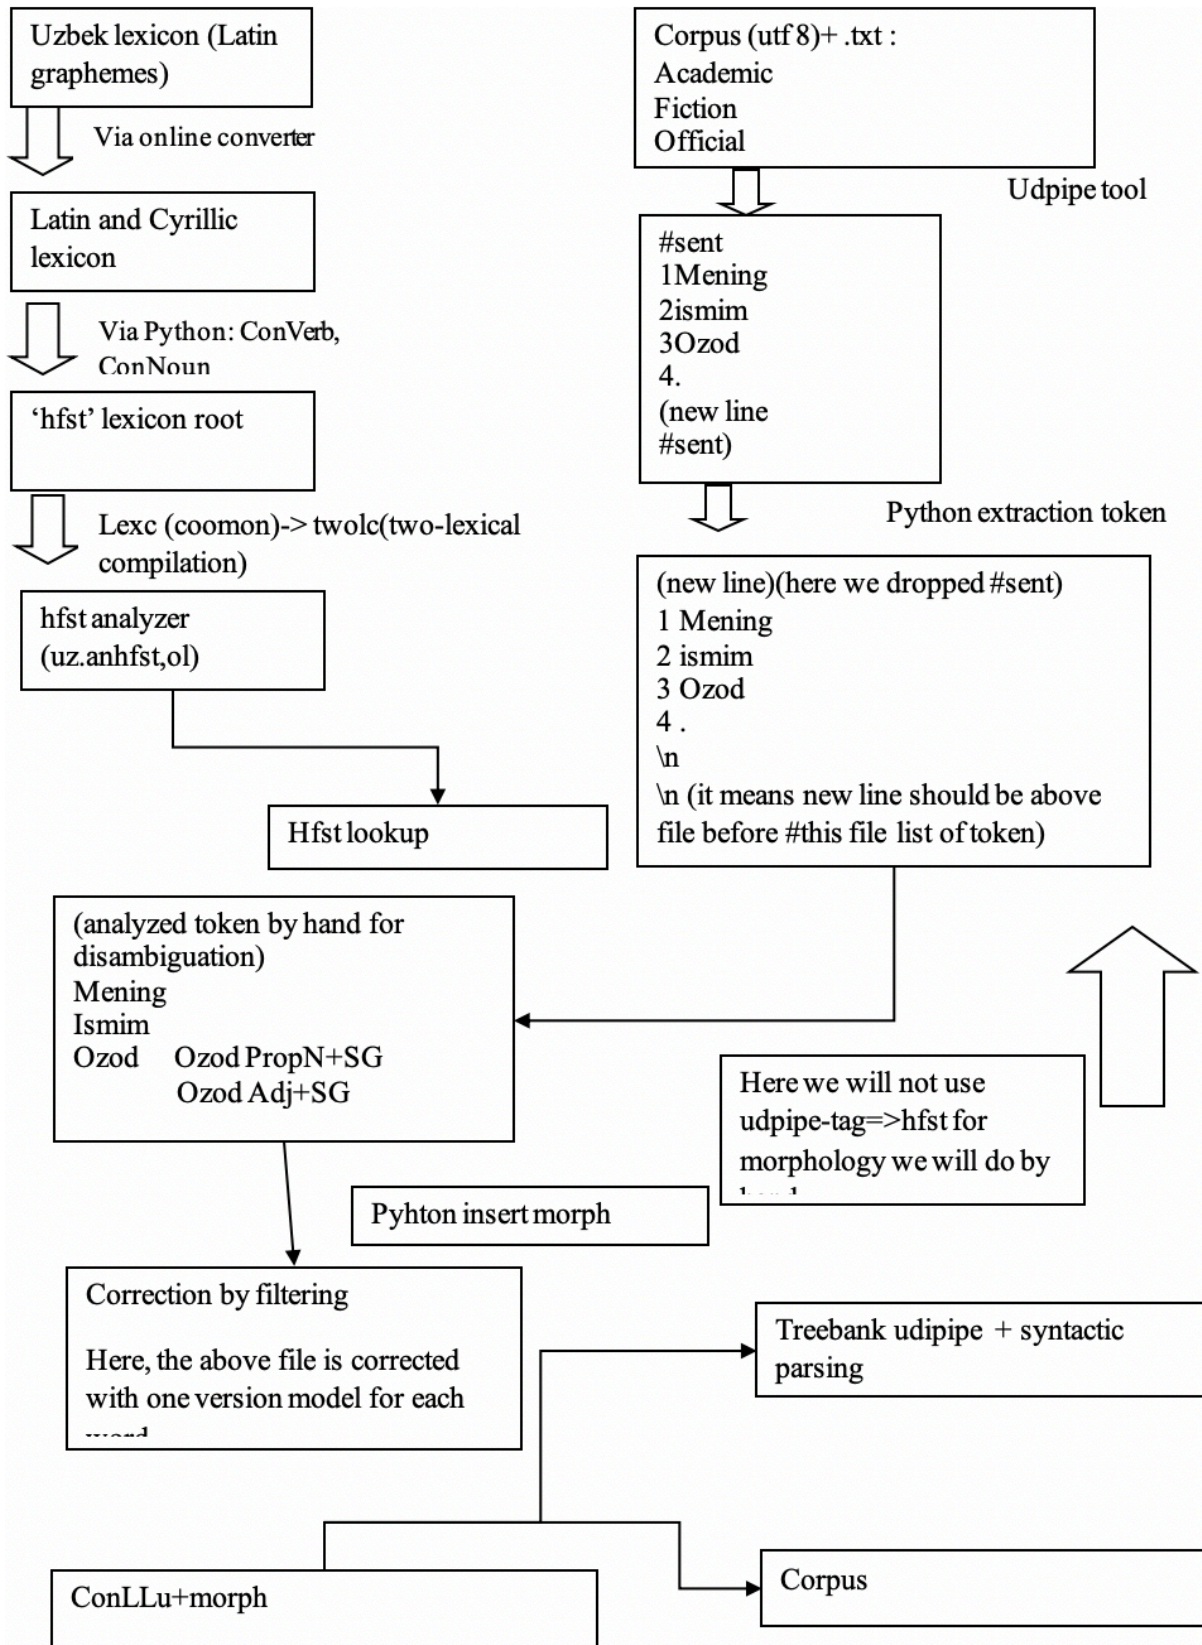 Uzbek lexicon (Latin
graphemes)
Via online converter
Latin and Cyrillic
lexicon
Via Python: ConVerb,
ConNoun
‘hfst’ lexicon root
Lexc (coomon)-> twolc(two-lexical
compilation)
hfst analyzer
(uz.anhfst,ol)
Hfst lookup
Corpus (utf 8)+ .txt :
Academic
Fiction
Official
Udpipe tool
#sent
1Mening
2ismim
3Ozod
4.
(new line
#sent)
Python extraction token
(new line)(here we dropped #sent)
1 Mening
2 ismim
3 Ozod
4 .
\n
\n (it means new line should be above
file before #this file list of token)
(analyzed token by hand for
disambiguation)
Mening
Ismim
Ozod Ozod PropN+SG
Ozod Adj+SG
Here we will not use
udpipe-tag=>hfst for
morphology we will do by
Pyhton insert morph
Correction by filtering
Here, the above file is corrected
with one version model for each
word
Treebank udipipe + syntactic
parsing
ConLLu+morph
Corpus